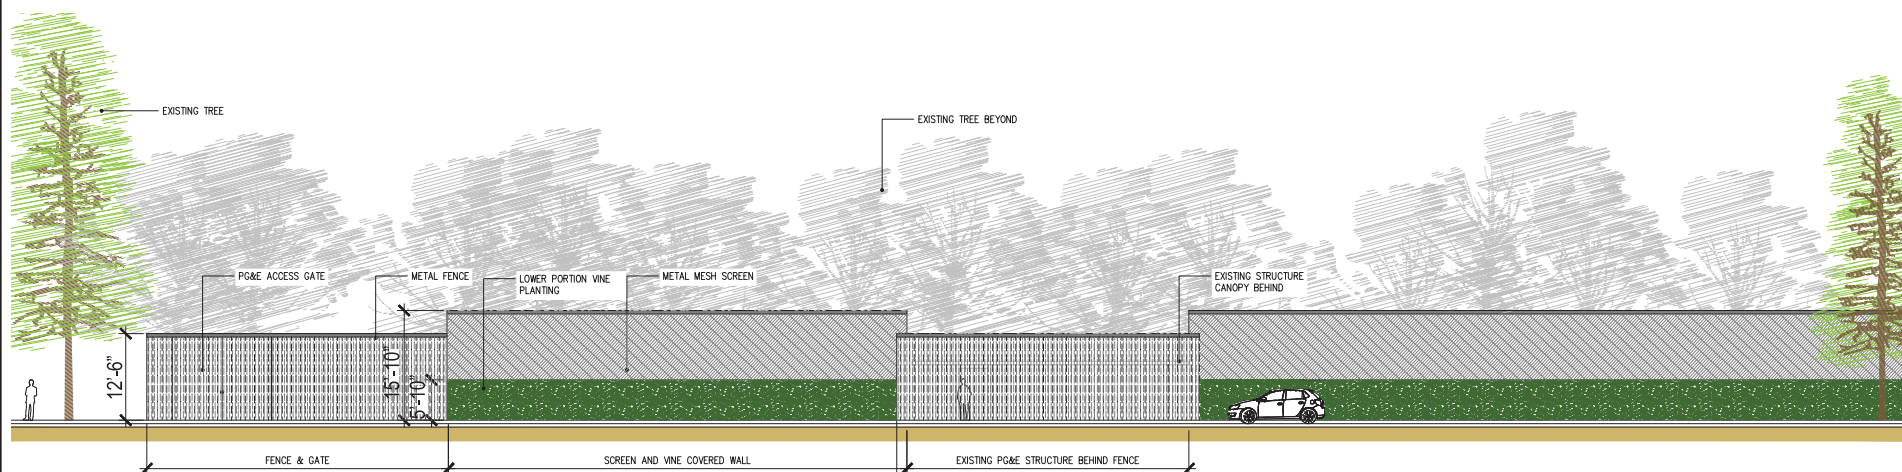 EXISTING TREE
EXISTING TREE BEYOND
PG&E ACCESS GATE
METAL FENCE
LOWER PORTION VINE
PLANTING
METAL MESH SCREEN
EXISTING STRUCTURE
CANOPY BEHIND
12'-6"
15'-10"
5'-10"
FENCE & GATE
SCREEN AND VINE COVERED WALL
EXISTING PG&E STRUCTURE BEHIND FENCE